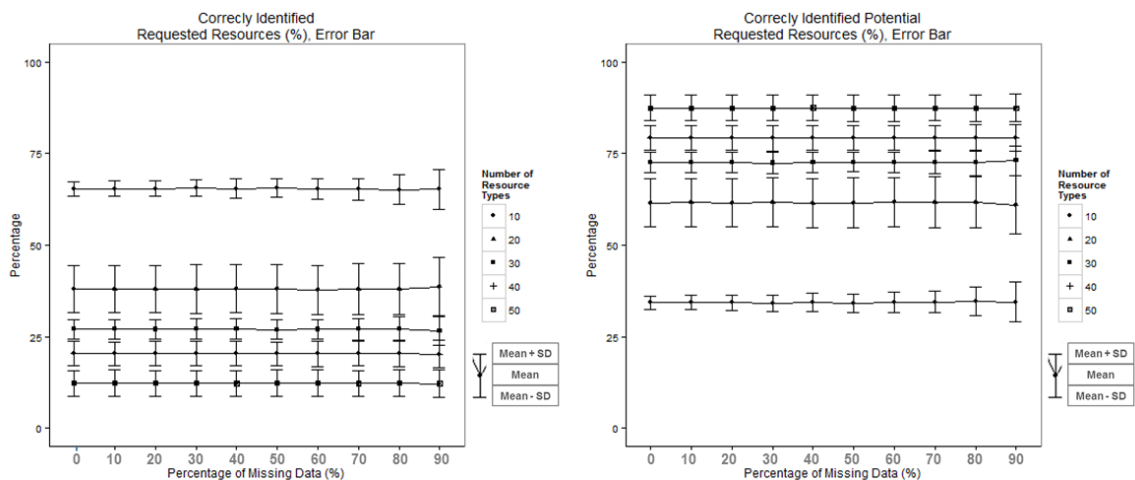 Correcly Identified
Requested Resources (%), Error Bar
100
75
50
25
0
Percentage
0 10 20 30 40 50 60 70 80 90
Percentage of Missing Data (%)
Number of
Resource
Types
10
20
30
40
50
Mean + SD
Mean
Mean - SD
Correcly Identified Potential
Requested Resources (%), Error Bar
100
75
50
25
0
Percentage
0 10 20 30 40 50 60 70 80 90
Percentage of Missing Data (%)
Number of
Resource
Types
10
20
30
40
50
Mean + SD
Mean
Mean - SD